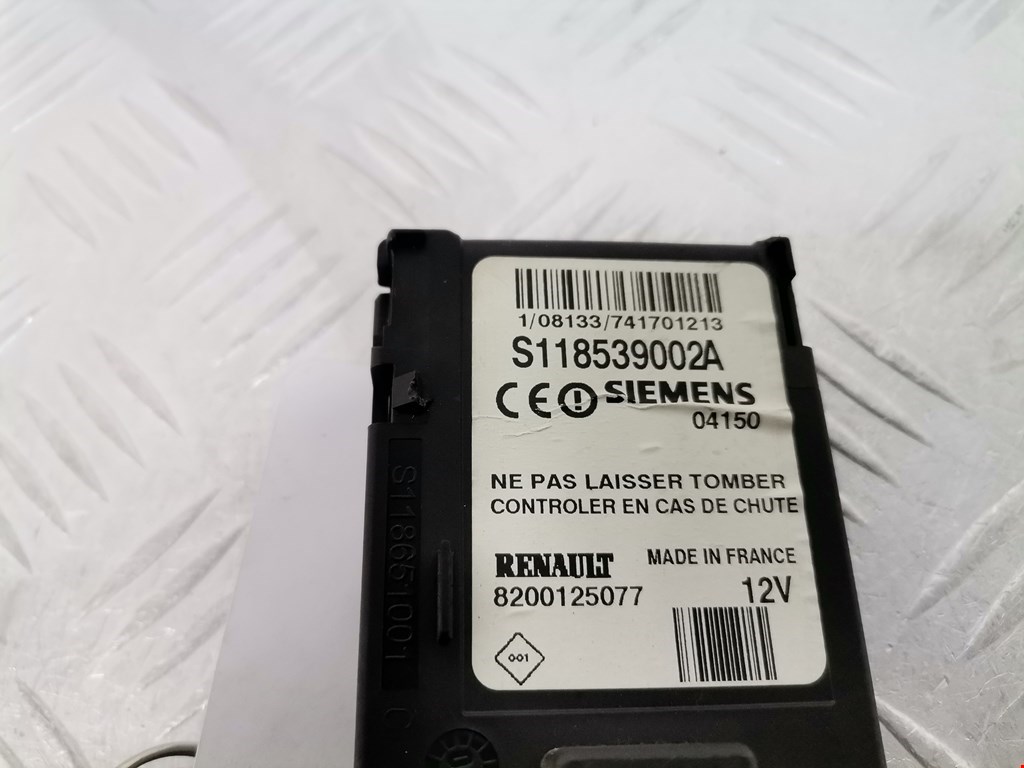 1/08133/741701213
S118539002A
CE SIEMENS
04150
NE PAS LAISSER TOMBER
CONTROLER EN CAS DE CHUTE
RENAULT MADE IN FRANCE
8200125077 12V
001
S118651001 C